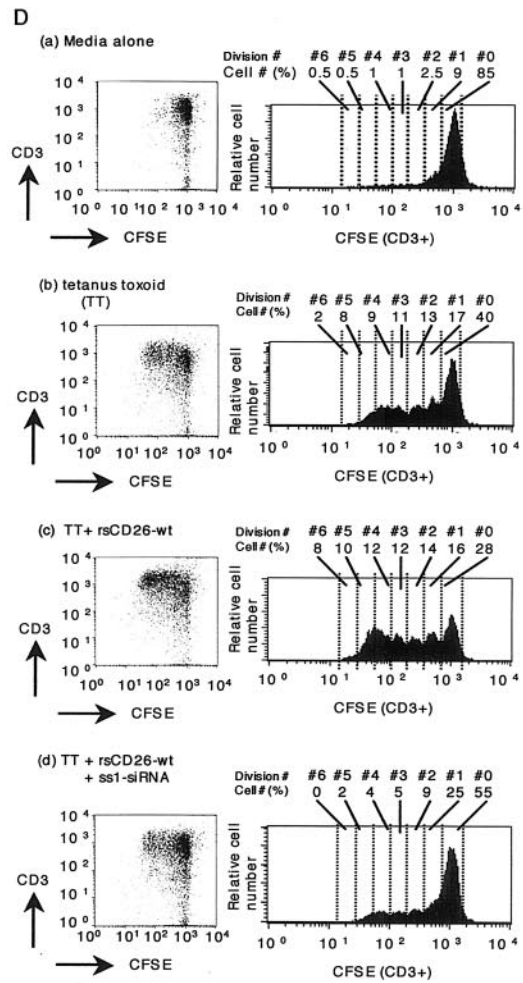 D
(a) Media alone
Division # #6 #5 #4 #3 #2 #1 #0
Cell # (%) 0.5 0.5 1 1 2.5 9 85
10 4
10 3
10 2
10 1
10 0
CD3
10 0 10 1 10 2 10 3 10 4
CFSE
Relative cell number
10 0 10 1 10 2 10 3 10 4
CFSE (CD3+)
(b) tetanus toxoid
(TT)
Division # #6 #5 #4 #3 #2 #1 #0
Cell# (%) 2 8 9 11 13 17 40
10 4
10 3
10 2
10 1
10 0
CD3
10 0 10 1 10 2 10 3 10 4
CFSE
Relative cell number
10 0 10 1 10 2 10 3 10 4
CFSE (CD3+)
(c) TT+ rsCD26-wt
Division # #6 #5 #4 #3 #2 #1 #0
Cell# (%) 8 10 12 12 14 16 28
10 4
10 3
10 2
10 1
10 0
CD3
10 0 10 1 10 2 10 3 10 4
CFSE
Relative cell number
10 0 10 1 10 2 10 3 10 4
CFSE (CD3+)
(d) TT + rsCD26-wt
+ ss1-siRNA
Division # #6 #5 #4 #3 #2 #1 #0
Cell# (%) 0 2 4 5 9 25 55
10 4
10 3
10 2
10 1
10 0
CD3
10 0 10 1 10 2 10 3 10 4
CFSE
Relative cell number
10 0 10 1 10 2 10 3 10 4
CFSE (CD3+)